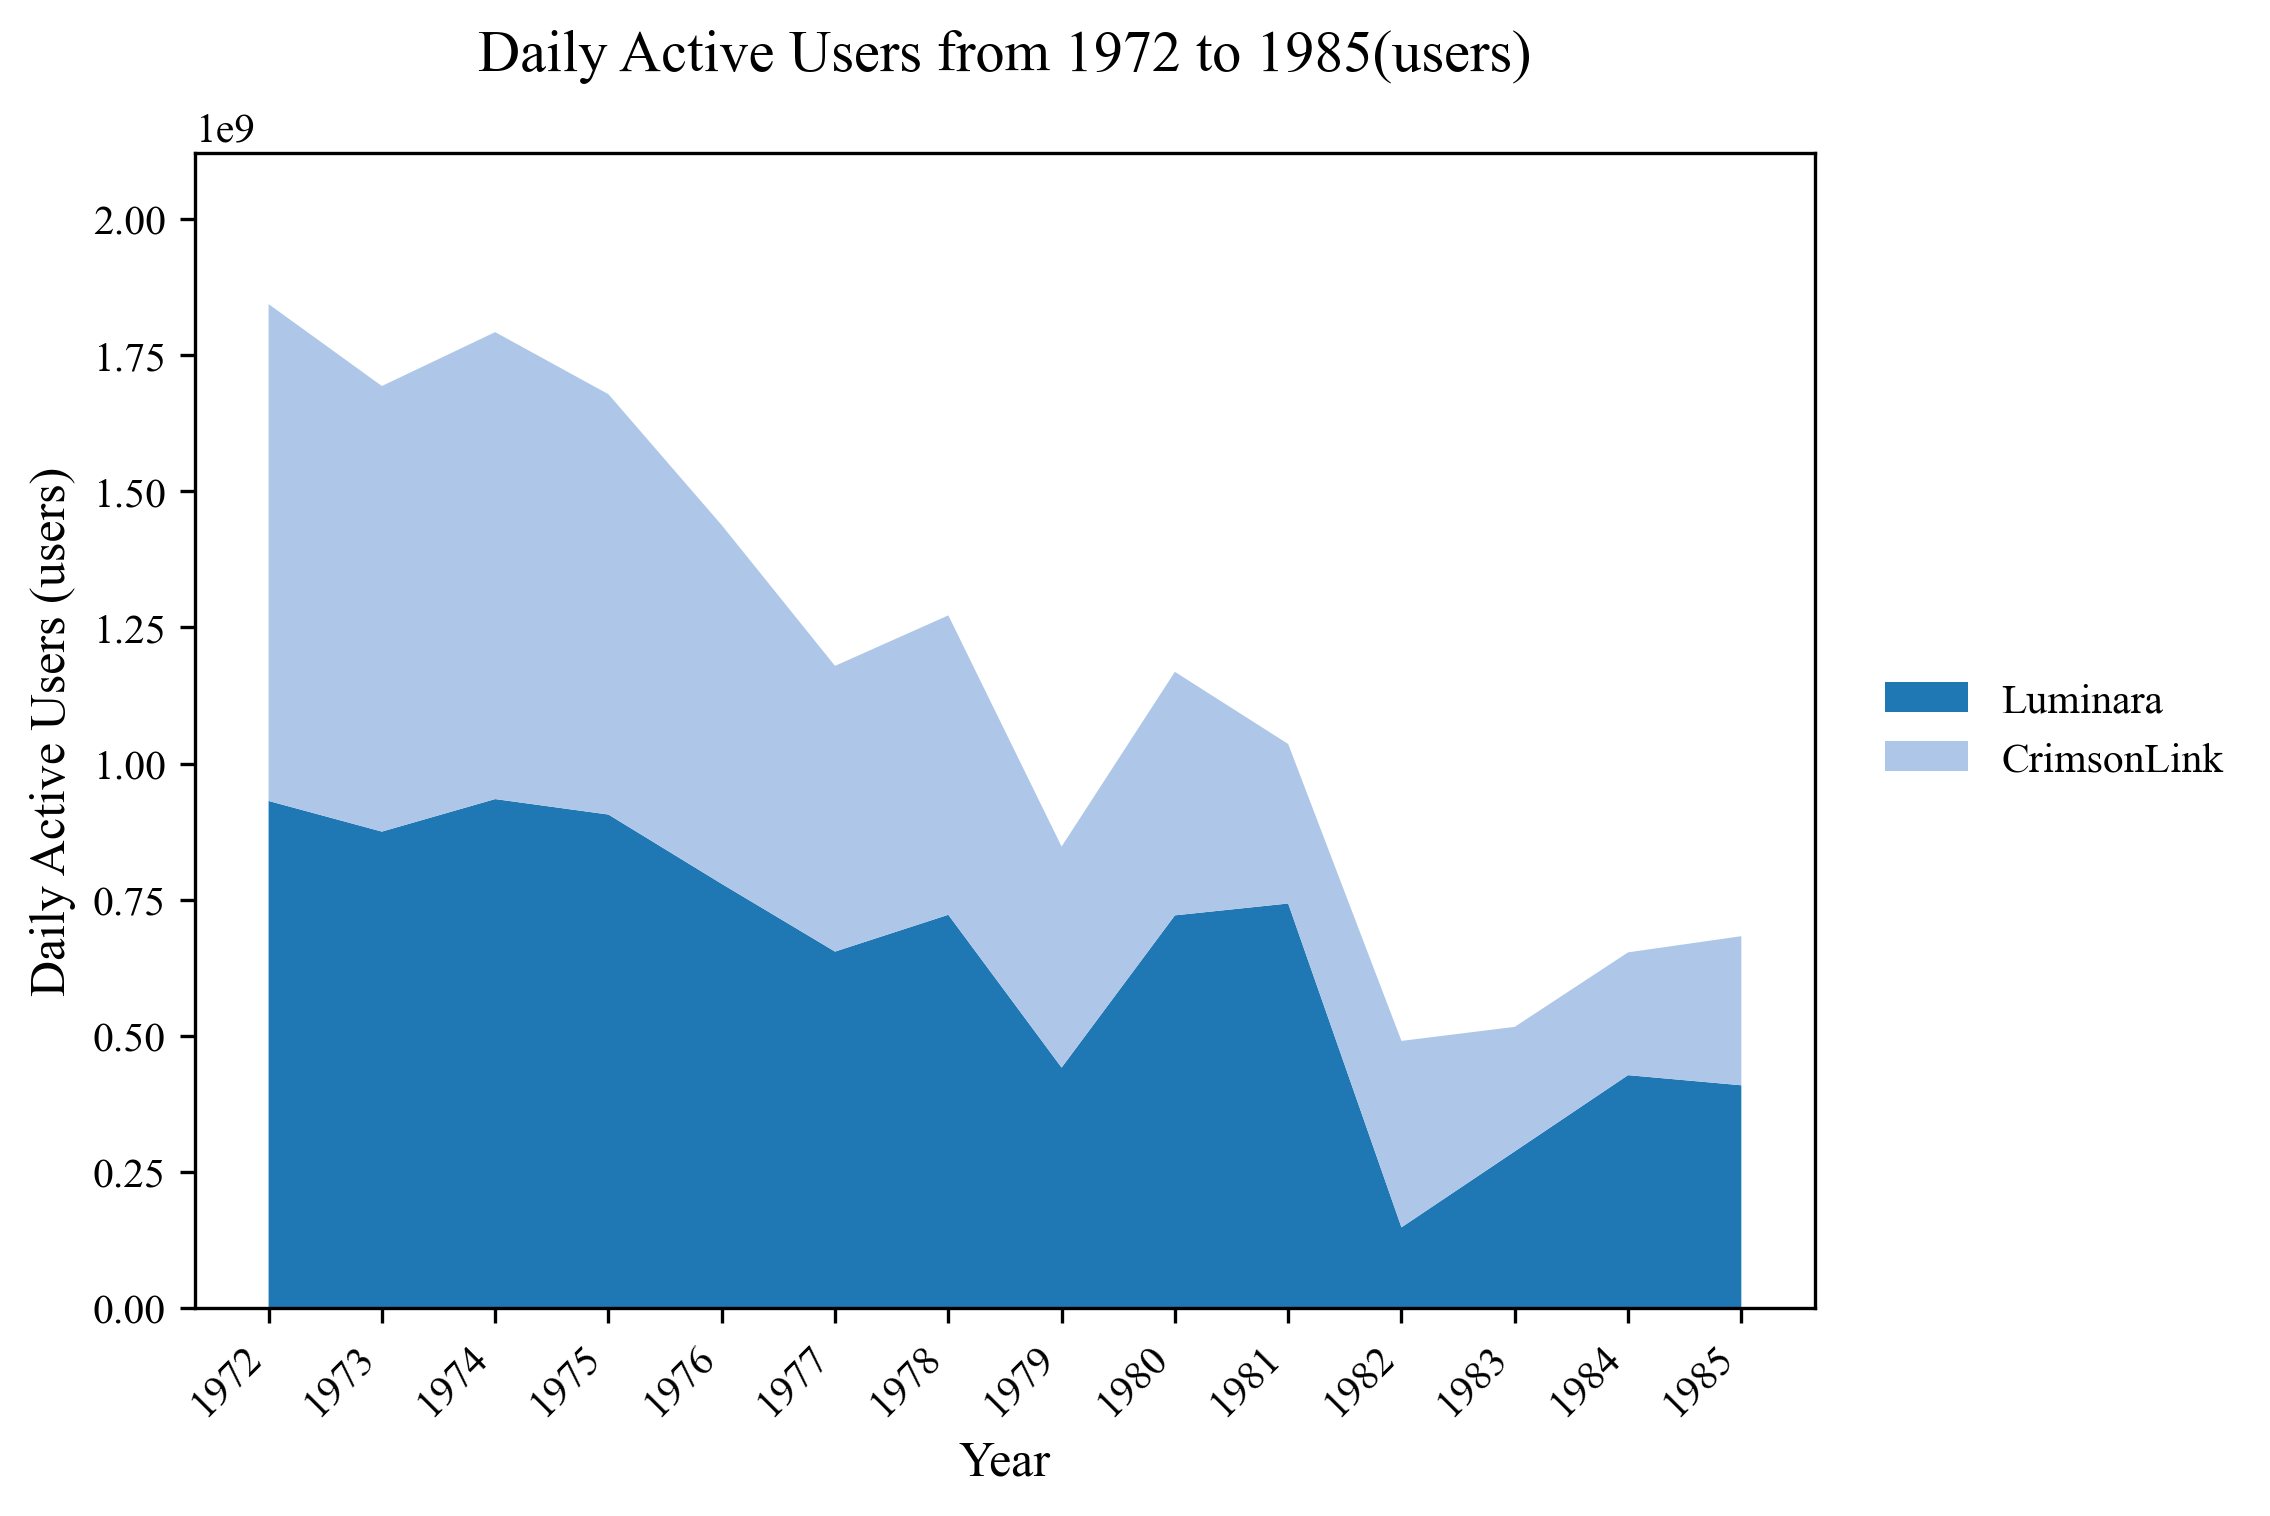 Daily Active Users from 1972 to 1985(users)
1e9
2.00
1.75
1.50
1.25
1.00
0.75
0.50
0.25
0.00
Daily Active Users (users)
1972 1973 1974 1975 1976 1977 1978 1979 1980 1981 1982 1983 1984 1985
Year
Luminara
CrimsonLink